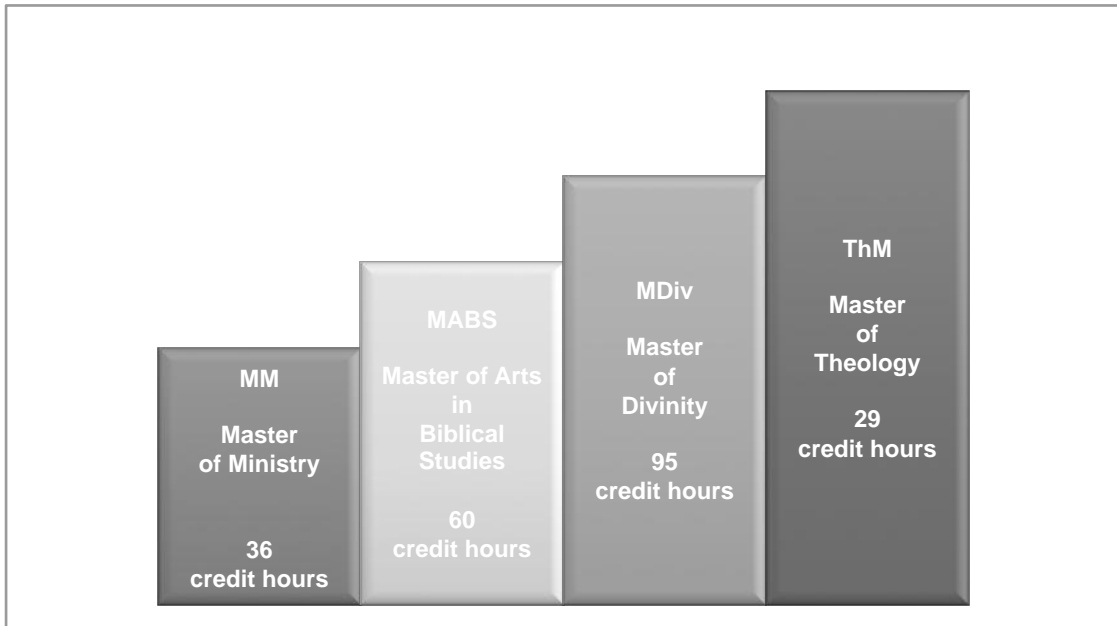 MM
Master
of Ministry
36
credit hours
MABS
Master of Arts
in
Biblical
Studies
60
credit hours
MDiv
Master
of
Divinity
95
credit hours
ThM
Master
of
Theology
29
credit hours